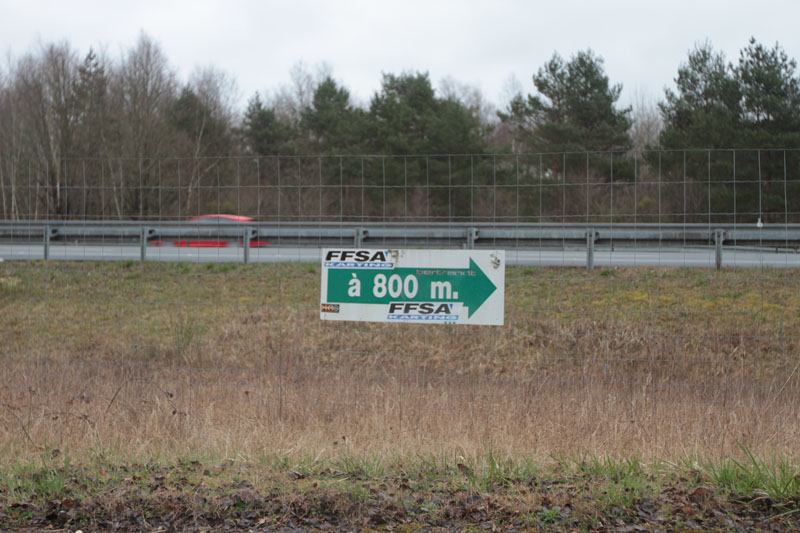 FFSA
KARTING
à 800 m.
FFSA
KARTING